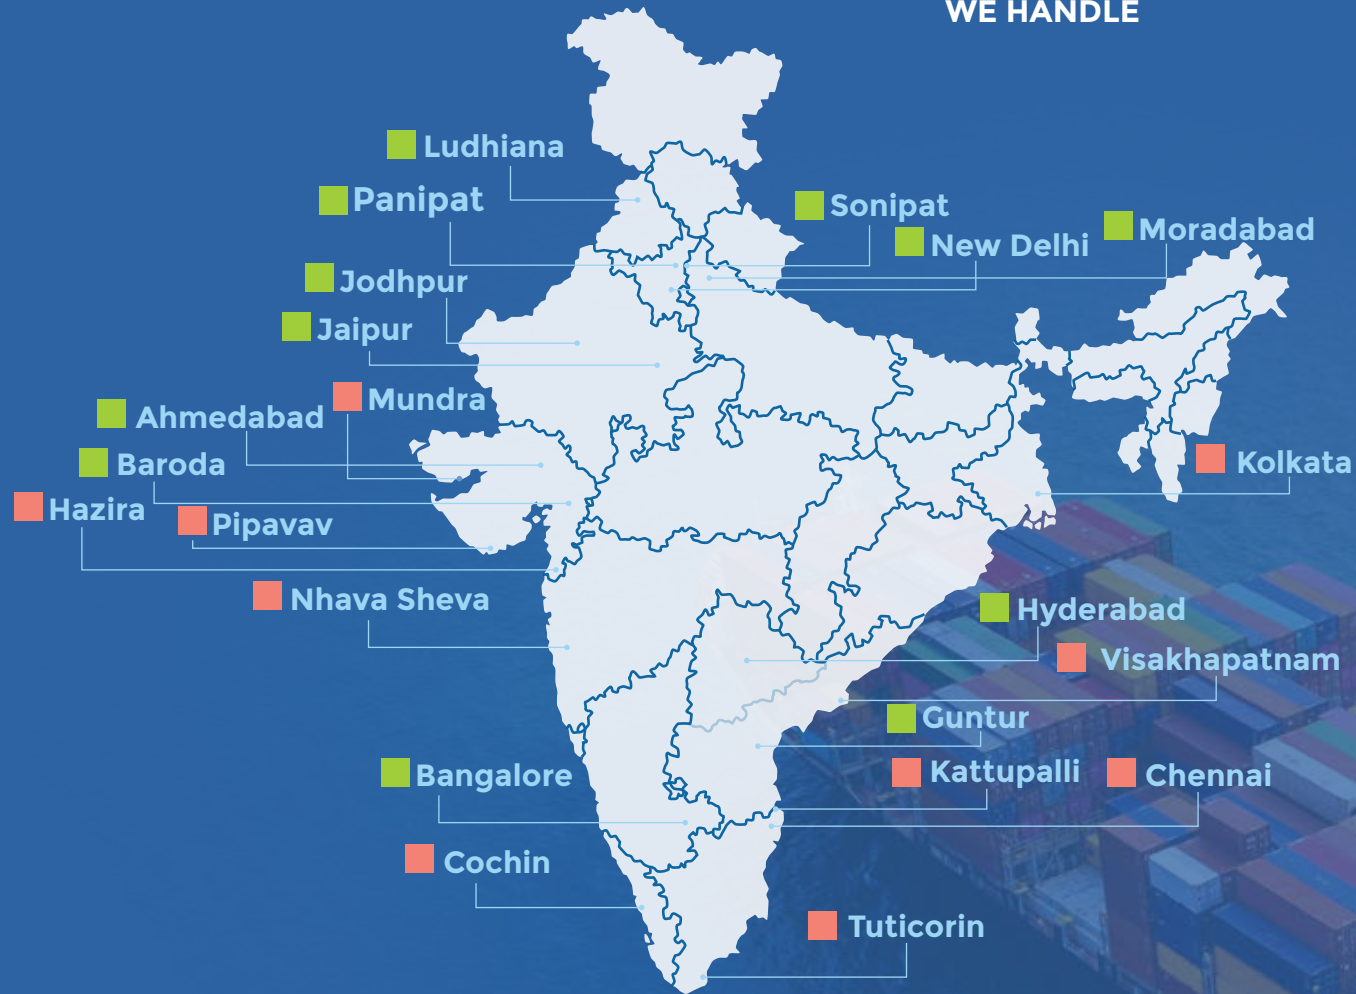 WE HANDLE
Ludhiana
Panipat
Sonipat
New Delhi
Moradabad
Jodhpur
Jaipur
Mundra
Ahmedabad
Baroda
Kolkata
Hazira
Pipavav
Nhava Sheva
Hyderabad
Visakhapatnam
Guntur
Bangalore
Kattupalli
Chennai
Cochin
Tuticorin